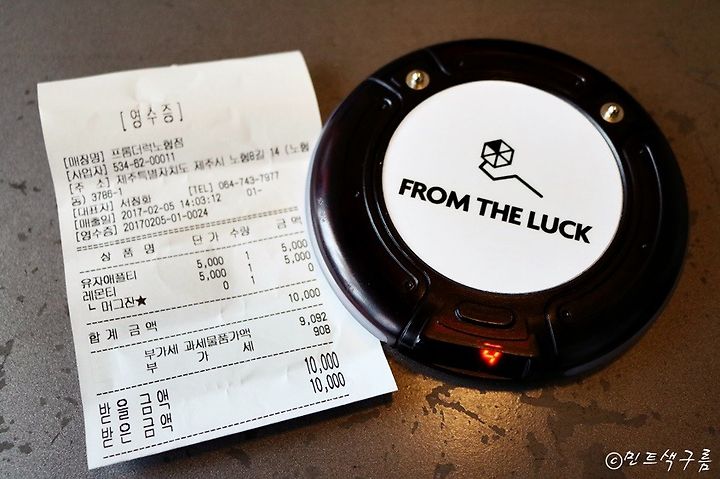 [영수증]
[매장명] 프롬더럭노형점
[사업자] 534-62-00011
[주 소] 제주특별자치도 제주시 노형8길 14 (노형
동) 3786-1
[대표자] 서정화 [TEL] 064-743-7977
[매출일] 2017-02-05 14:03:12 01-
[영수증] 20170205-01-0024
상 품 명 단 가 수량 금 액
유자애플티 5,000 1 5,000
레몬티 5,000 1 5,000
ㄴ 머그잔★ 0 1 0
합 계 금 액 10,000
부가세 과세물품가액 9,092
부 가 세 908
받 을 금 액 10,000
받 은 금 액 10,000
FROM THE LUCK
4
©민트색구름